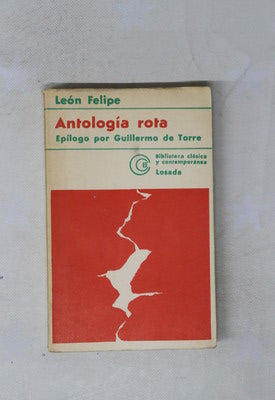 León Felipe
Antología rota
Epílogo por Guillermo de Torre
Biblioteca clásica
y contemporánea
Losada